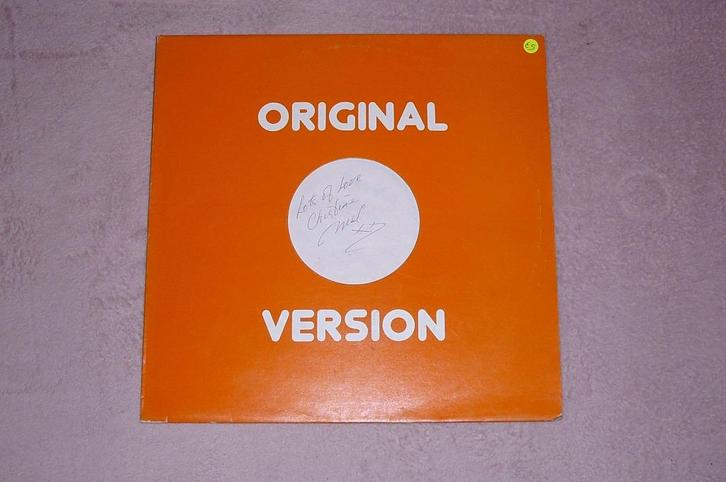 ORIGINAL
Lots of Love
Christine
VERSION